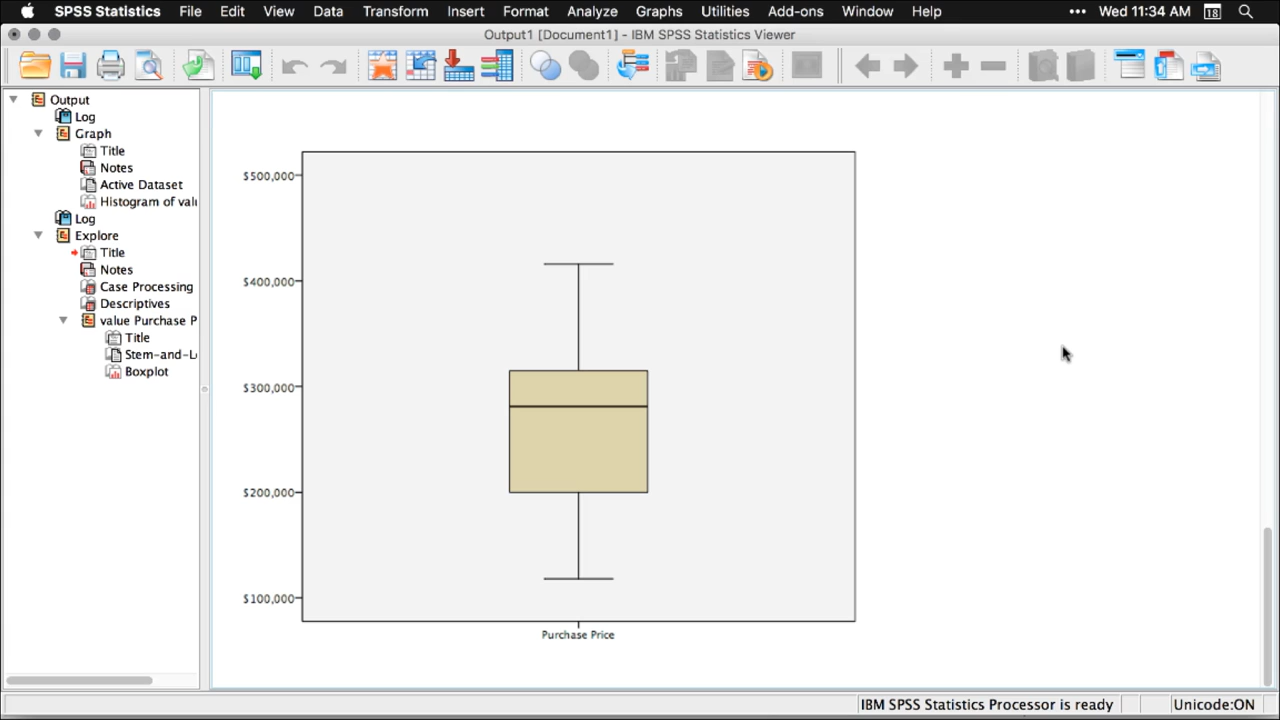 SPSS Statistics File Edit View Data Transform Insert Format Analyze Graphs Utilities Add-ons Window Help ••• Wed 11:34 AM 18
Output1 [Document1] - IBM SPSS Statistics Viewer
Output
Log
Graph
Title
Notes
Active Dataset
Histogram of valu
Log
Explore
Title
Notes
Case Processing
Descriptives
value Purchase P
Title
Stem-and-Le
Boxplot
$500,000
$400,000
$300,000
$200,000
$100,000
Purchase Price
IBM SPSS Statistics Processor is ready Unicode:ON